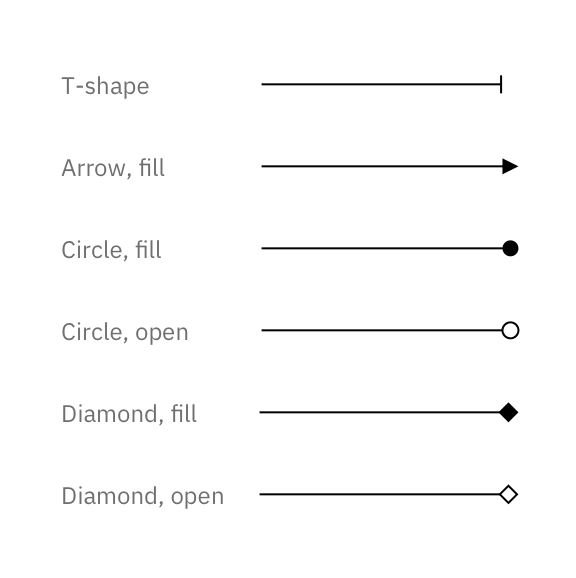 T-shape
Arrow, fill
Circle, fill
Circle, open
Diamond, fill
Diamond, open